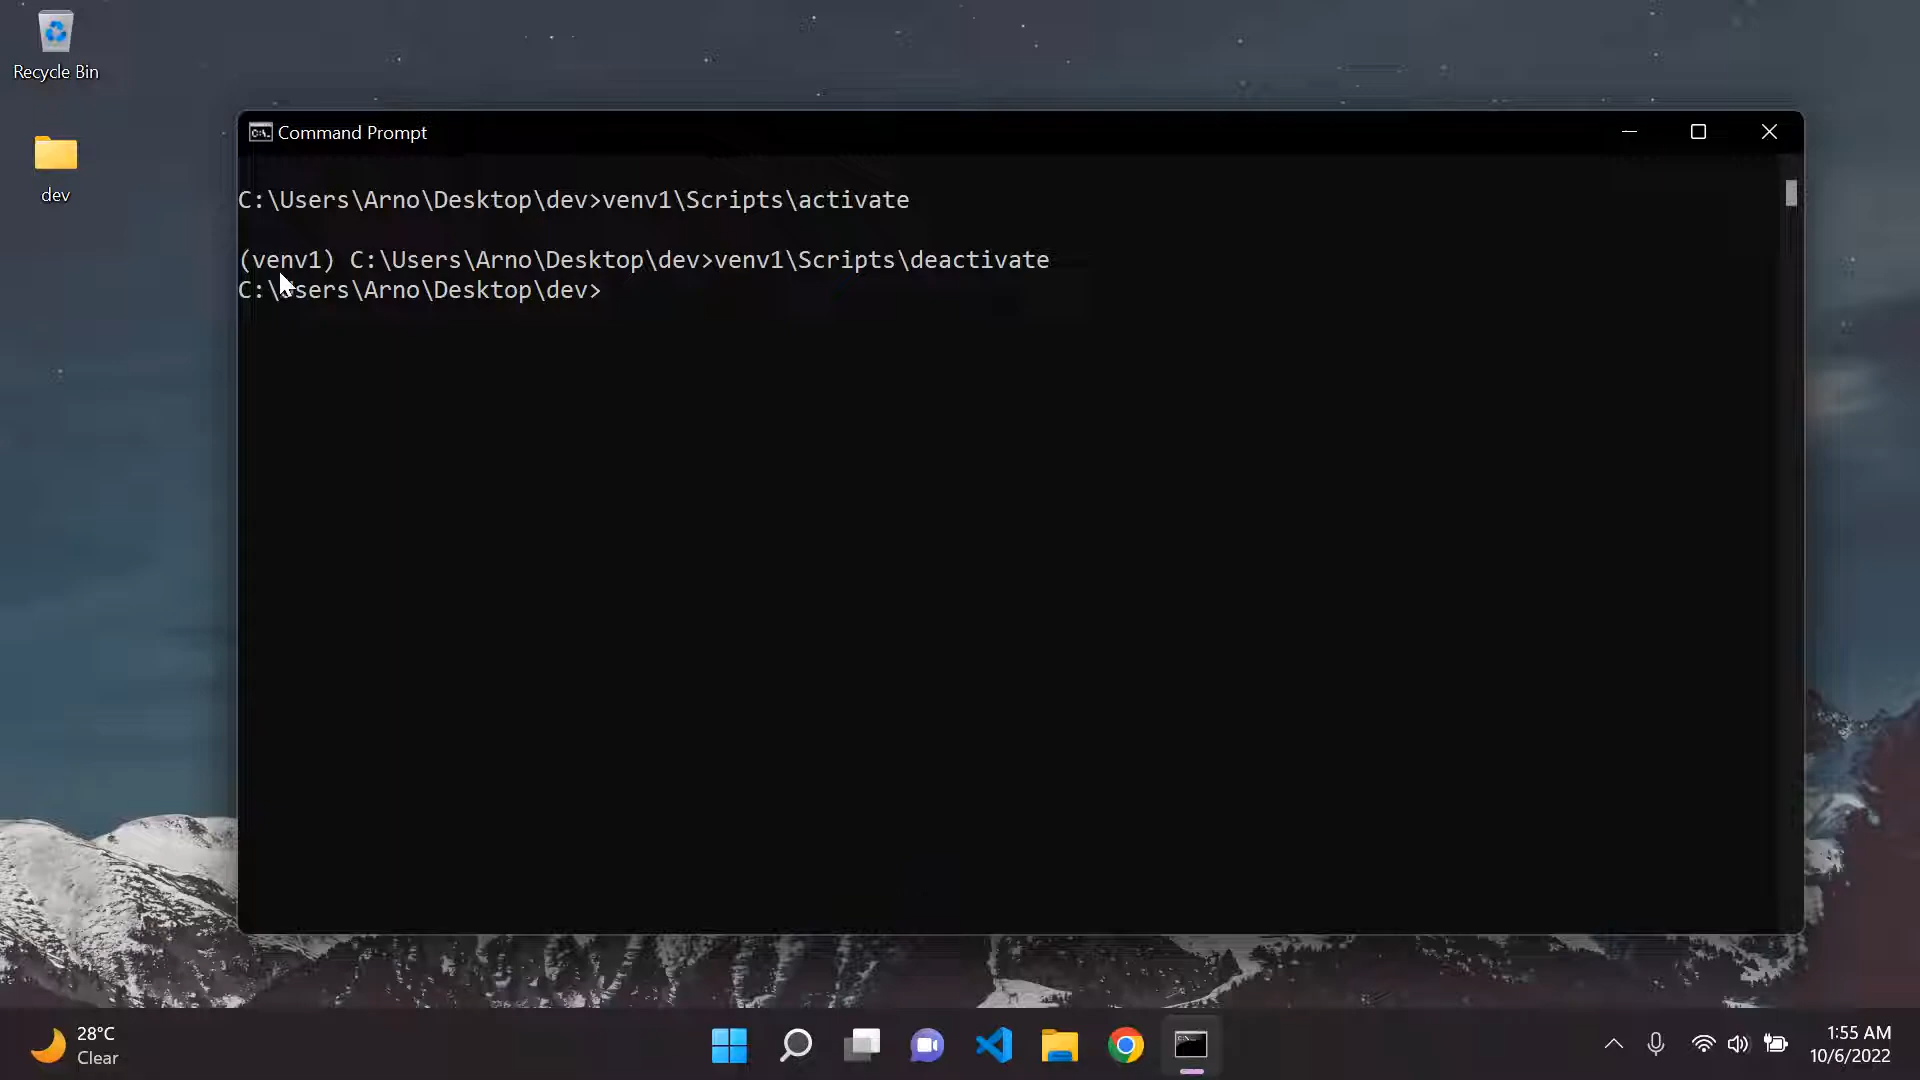 Recycle Bin
dev
Command Prompt
C:\Users\Arno\Desktop\dev>venv1\Scripts\activate
(venv1) C:\Users\Arno\Desktop\dev>venv1\Scripts\deactivate
C:\Users\Arno\Desktop\dev>
28°C
Clear
1:55 AM
10/6/2022